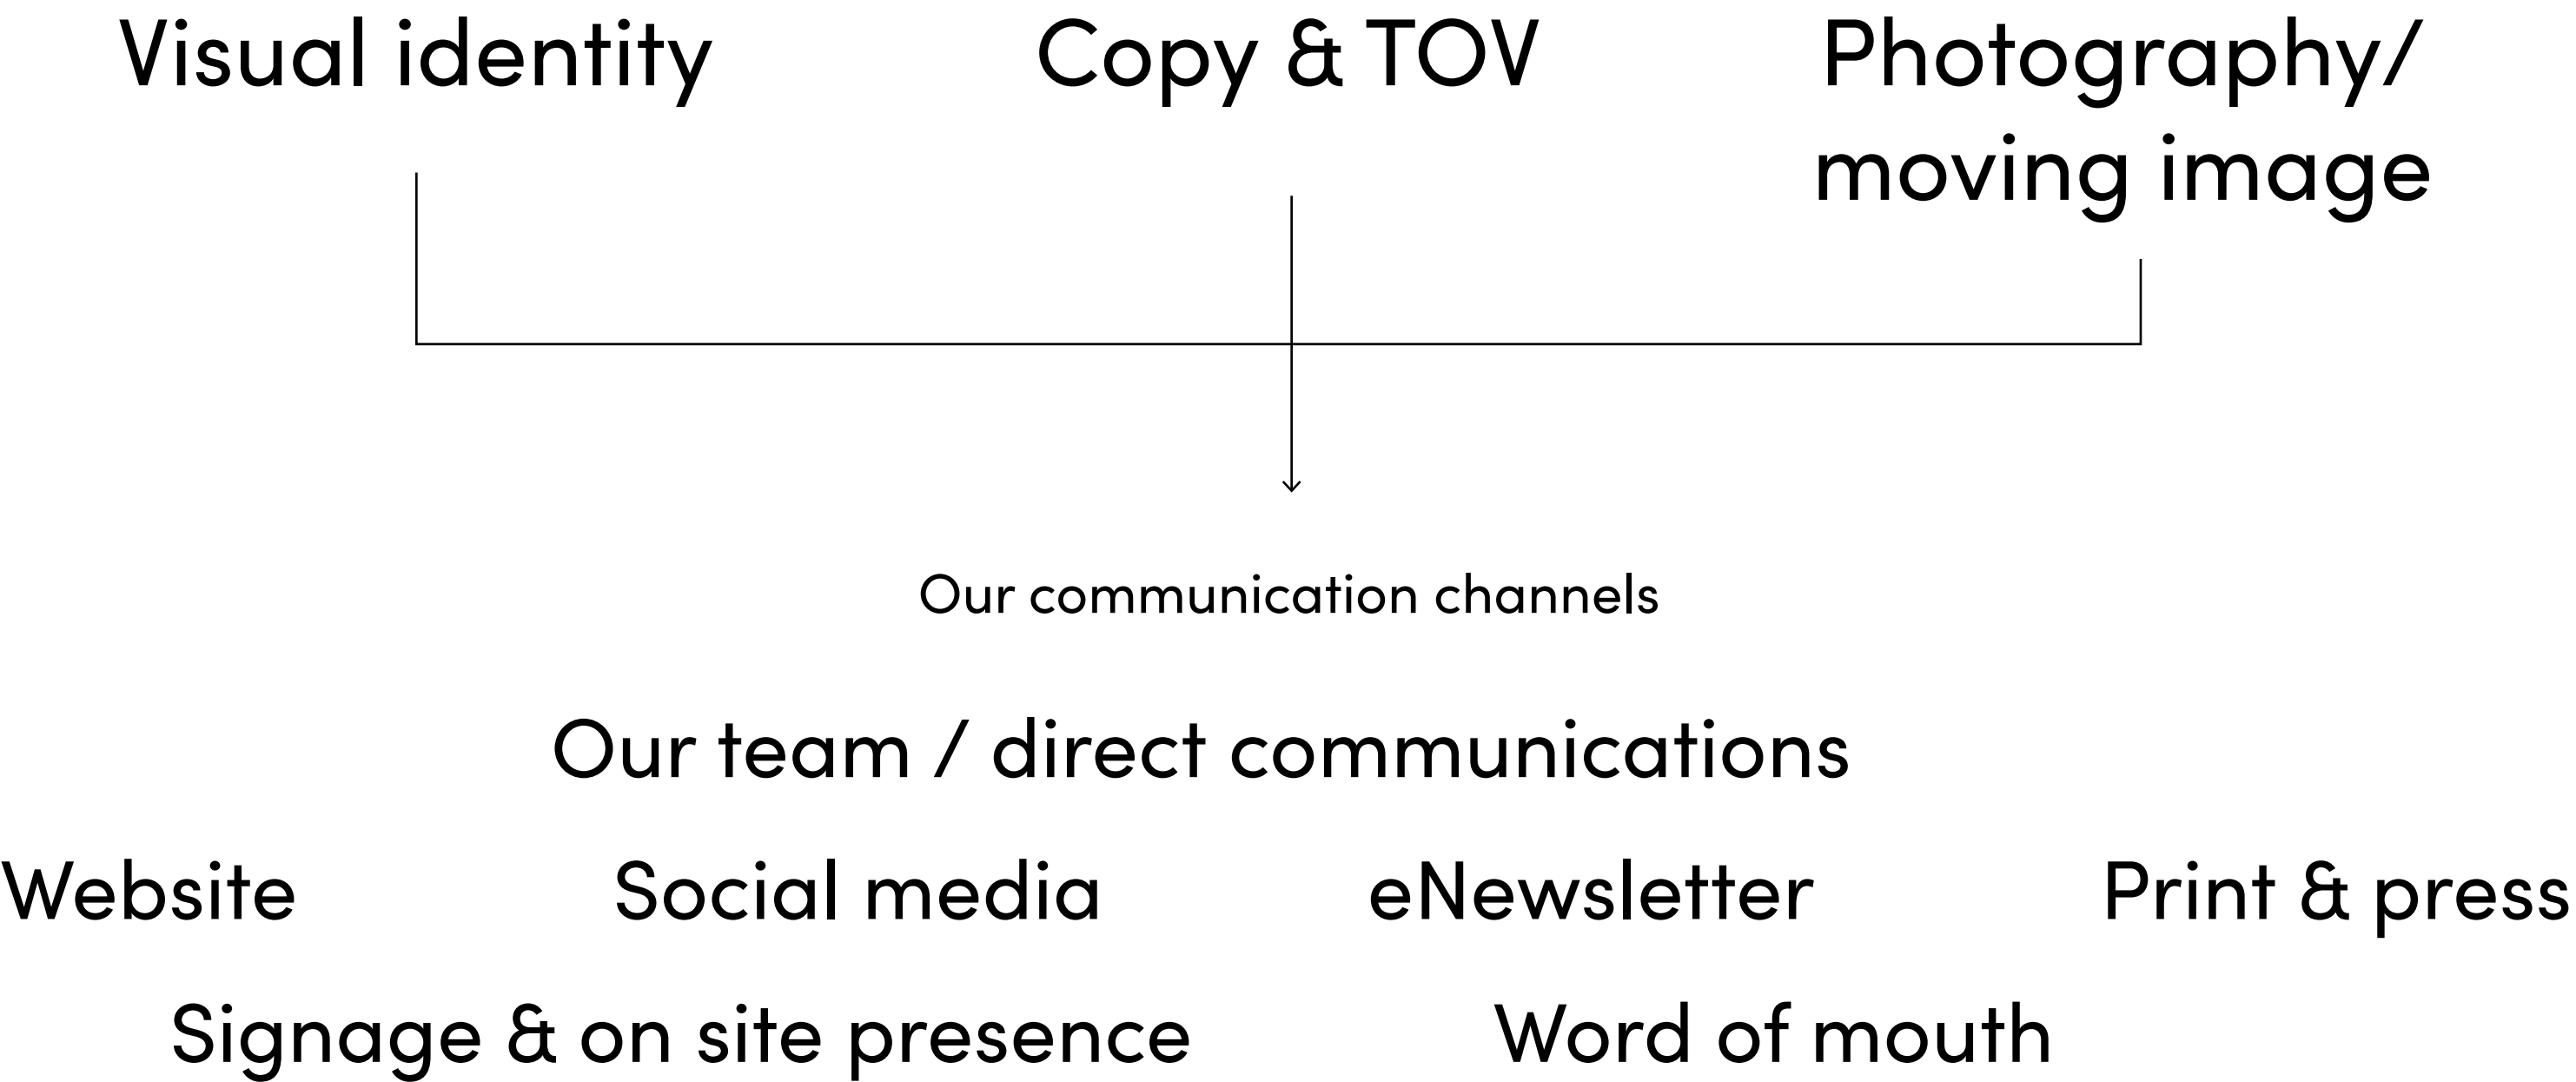 Visual identity
Copy & TOV
Photography/
moving image
Our communication channels
Our team / direct communications
Website
Social media
eNewsletter
Print & press
Signage & on site presence
Word of mouth